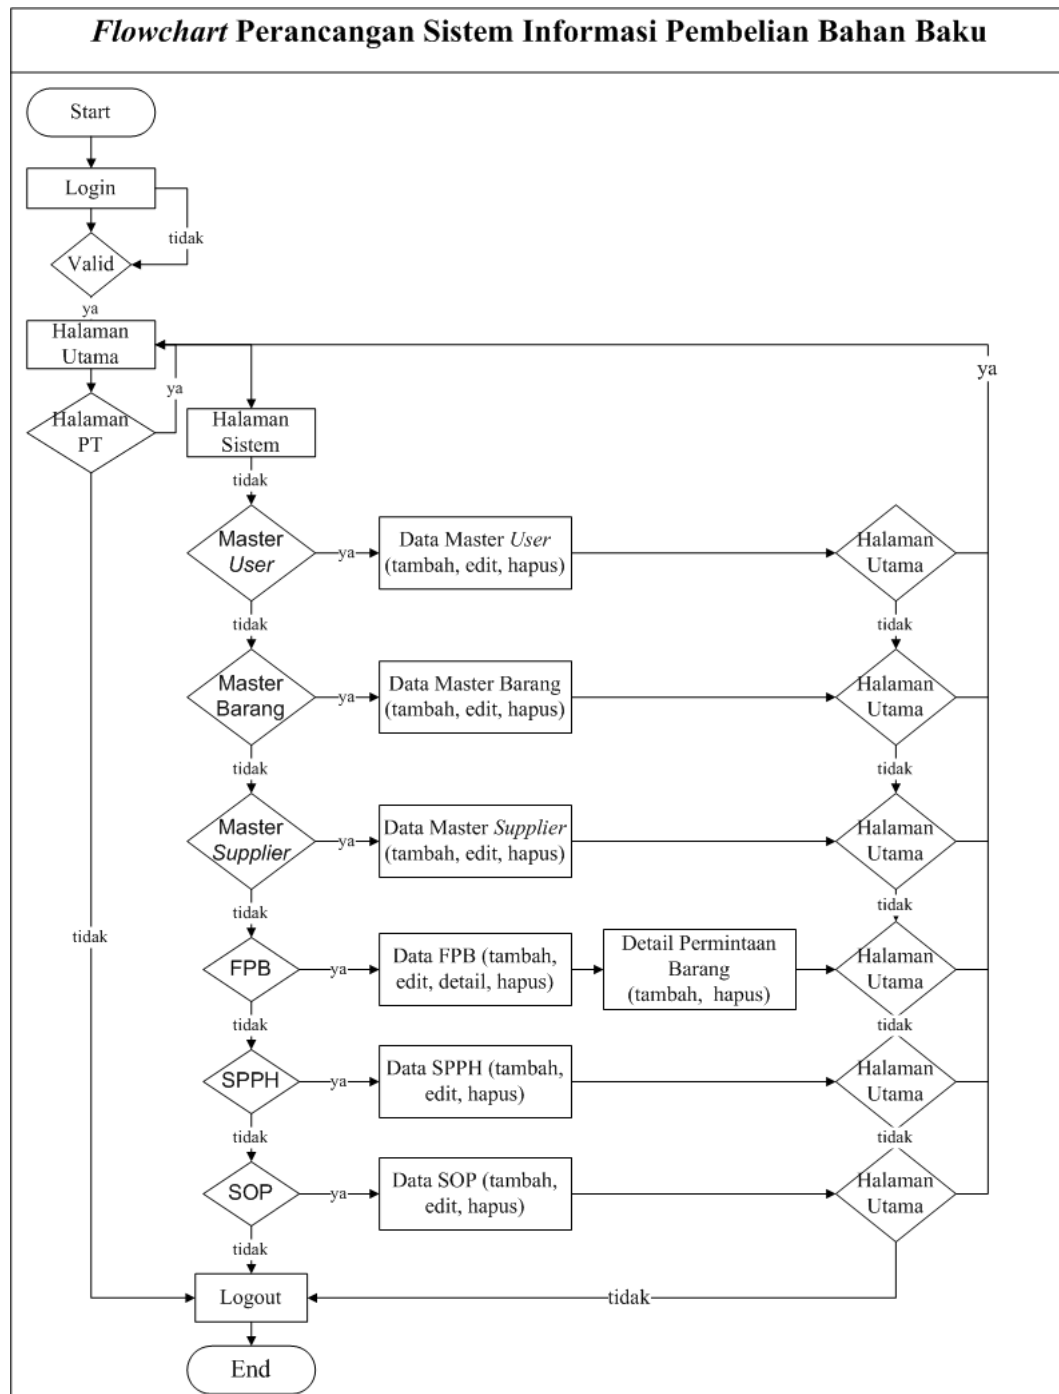 Flowchart Perancangan Sistem Informasi Pembelian Bahan Baku
Start
Login
tidak
Valid
ya
Halaman
Utama
ya
ya
Halaman
PT
Halaman
Sistem
tidak
Master
User
ya
Data Master User
(tambah, edit, hapus)
Halaman
Utama
tidak
tidak
Master
Barang
ya
Data Master Barang
(tambah, edit, hapus)
Halaman
Utama
tidak
tidak
Master
Supplier
ya
Data Master Supplier
(tambah, edit, hapus)
Halaman
Utama
tidak
tidak
tidak
FPB
ya
Data FPB (tambah,
edit, detail, hapus)
Detail Permintaan
Barang
(tambah, hapus)
Halaman
Utama
tidak
tidak
SPPH
ya
Data SPPH (tambah,
edit, hapus)
Halaman
Utama
tidak
tidak
SOP
ya
Data SOP (tambah,
edit, hapus)
Halaman
Utama
tidak
Logout
tidak
End